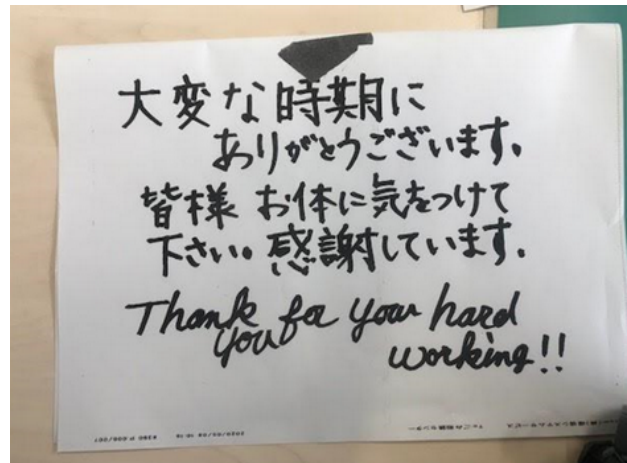 大変な時期に
ありがとうございます。
皆様 お体に気をつけて
下さい。感謝しています。
Thank you for your hard
working!!